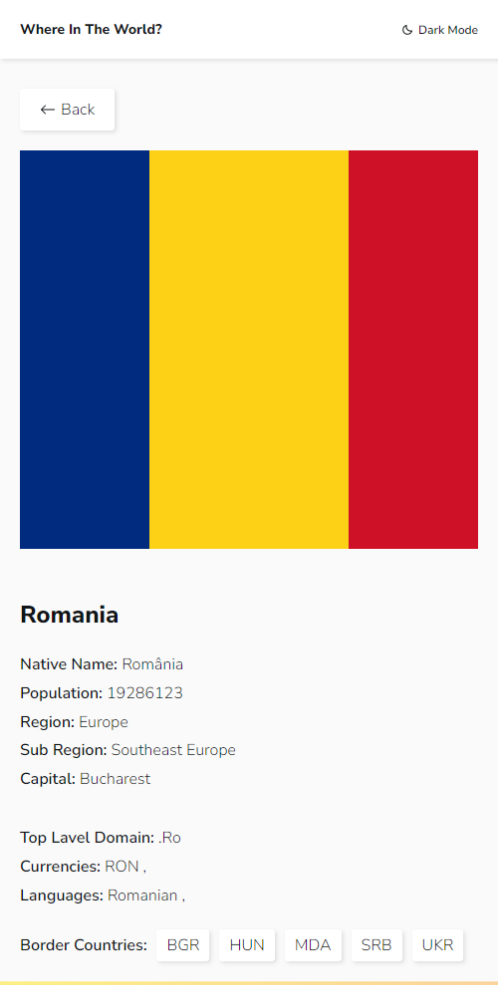 Where In The World?
Dark Mode
Back
Romania
Native Name: România
Population: 19286123
Region: Europe
Sub Region: Southeast Europe
Capital: Bucharest
Top Lavel Domain: .Ro
Currencies: RON ,
Languages: Romanian ,
Border Countries: BGR HUN MDA SRB UKR